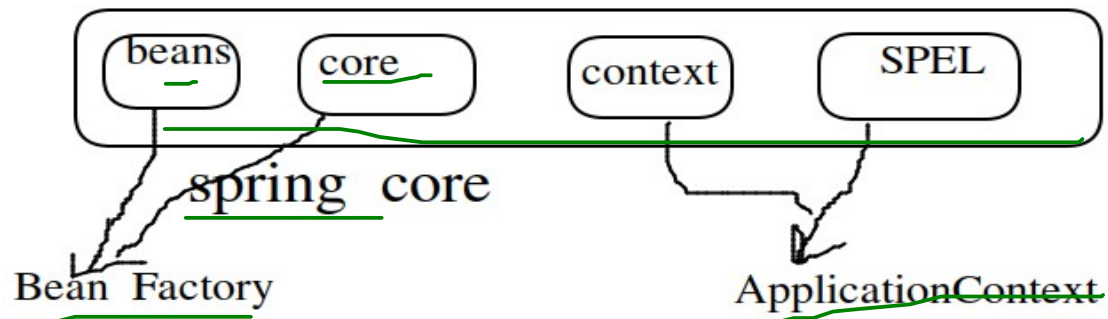 beans core context SPEL
spring core
Bean Factory ApplicationContext